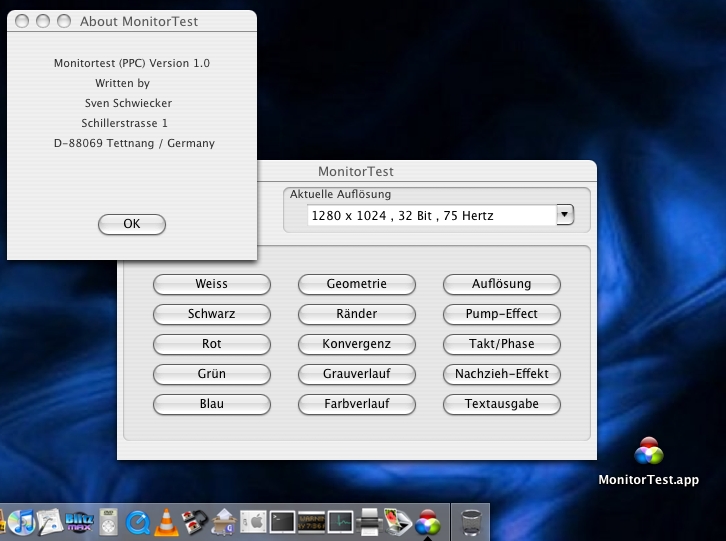 About MonitorTest
Monitortest (PPC) Version 1.0
Written by
Sven Schwiecker
Schillerstrasse 1
D-88069 Tettnang / Germany
OK
MonitorTest
Aktuelle Auflösung
1280 x 1024 , 32 Bit , 75 Hertz
Weiss
Geometrie
Auflösung
Schwarz
Ränder
Pump-Effect
Rot
Konvergenz
Takt/Phase
Grün
Grauverlauf
Nachzieh-Effekt
Blau
Farbverlauf
Textausgabe
MonitorTest.app
Blitz
MAX